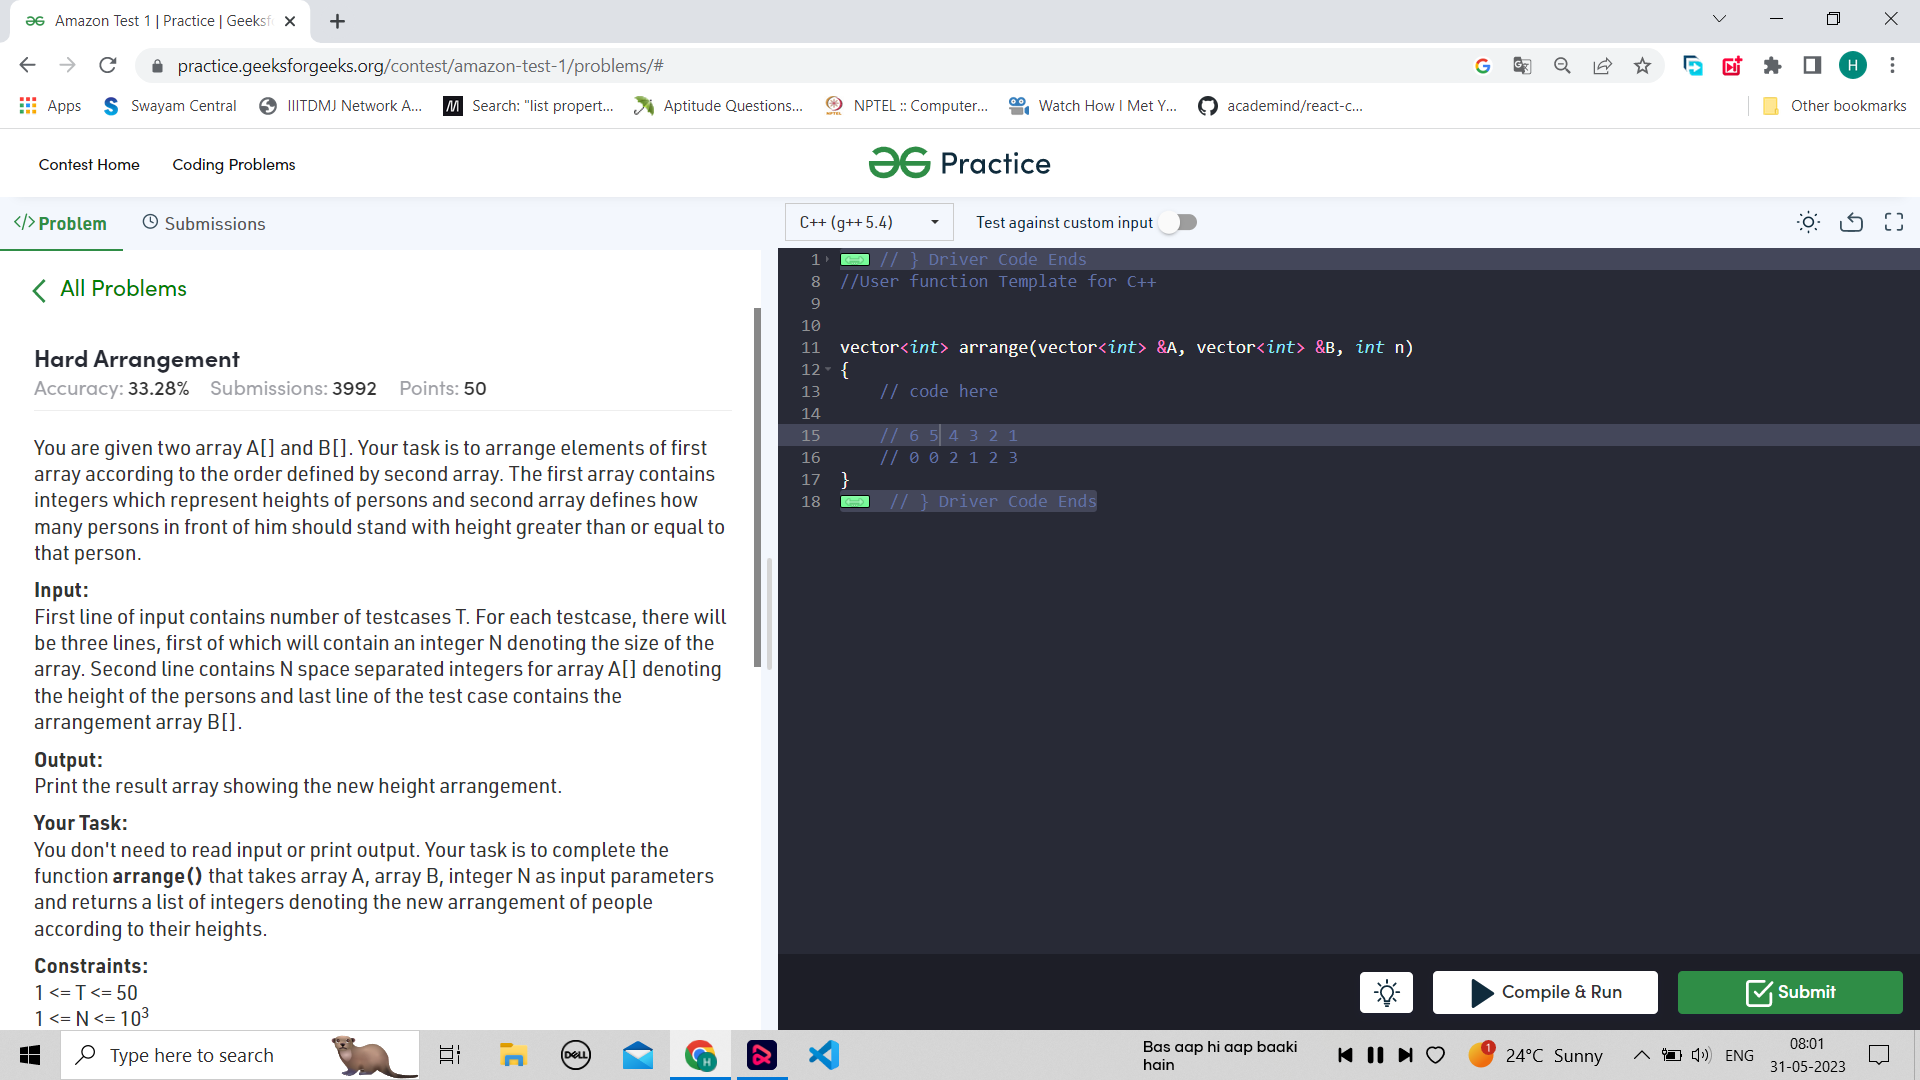 Amazon Test 1 | Practice | Geeksf
practice.geeksforgeeks.org/contest/amazon-test-1/problems/#
H
Apps
Swayam Central
IIITDMJ Network A...
M
Search: "list propert...
Aptitude Questions...
NPTEL
NPTEL :: Computer...
Watch How I Met Y...
academind/react-c...
Other bookmarks
Contest Home
Coding Problems
Practice
</> Problem
Submissions
C++ (g++ 5.4)
Test against custom input
All Problems
Hard Arrangement
Accuracy: 33.28% Submissions: 3992 Points: 50
You are given two array A[] and B[]. Your task is to arrange elements of first
array according to the order defined by second array. The first array contains
integers which represent heights of persons and second array defines how
many persons in front of him should stand with height greater than or equal to
that person.
Input:
First line of input contains number of testcases T. For each testcase, there will
be three lines, first of which will contain an integer N denoting the size of the
array. Second line contains N space separated integers for array A[] denoting
the height of the persons and last line of the test case contains the
arrangement array B[].
Output:
Print the result array showing the new height arrangement.
Your Task:
You don't need to read input or print output. Your task is to complete the
function arrange() that takes array A, array B, integer N as input parameters
and returns a list of integers denoting the new arrangement of people
according to their heights.
Constraints:
1 <= T <= 50
1 <= N <= 10³
1 // } Driver Code Ends
8 //User function Template for C++
9
10
11 vector<int> arrange(vector<int> &A, vector<int> &B, int n)
12 {
13 // code here
14
15 // 6 5 4 3 2 1
16 // 0 0 2 1 2 3
17 }
18 // } Driver Code Ends
Compile & Run
Submit
Type here to search
DELL
H
Bas aap hi aap baaki
hain
1
24°C Sunny
ENG
08:01
31-05-2023